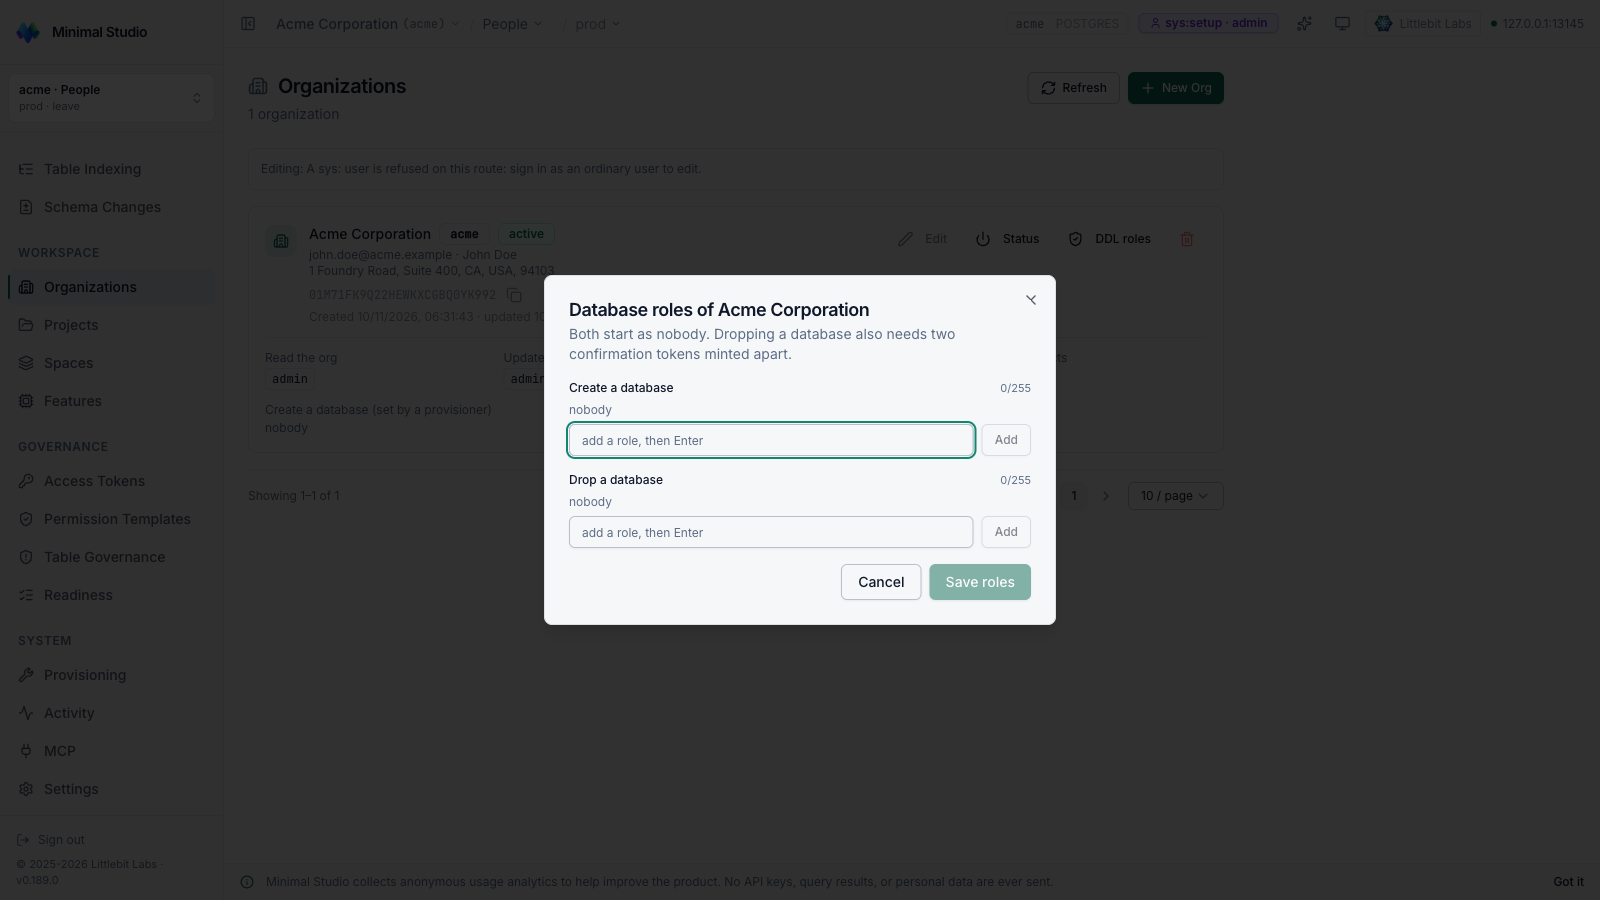 Minimal Studio
Acme Corporation (acme) / People / prod
acme POSTGRES
sys:setup · admin
Littlebit Labs
127.0.0.1:13145
acme · People
prod · leave
Organizations
1 organization
Refresh
New Org
Table Indexing
Schema Changes
WORKSPACE
Organizations
Projects
Spaces
Features
GOVERNANCE
Access Tokens
Permission Templates
Table Governance
Readiness
SYSTEM
Provisioning
Activity
MCP
Settings
Sign out
© 2025-2026 Littlebit Labs ·
v0.189.0
Editing: A sys: user is refused on this route: sign in as an ordinary user to edit.
Acme Corporation acme active
Edit
Status
DDL roles
john.doe@acme.example · John Doe
1 Foundry Road, Suite 400, CA, USA, 94103
01M71FK9Q22HEWKXCGBQ0YK992
Created 10/11/2026, 06:31:43 · updated 10
Read the org
admin
Update
admin
Create a database (set by a provisioner)
nobody
Showing 1–1 of 1
1
10 / page
Database roles of Acme Corporation
Both start as nobody. Dropping a database also needs two
confirmation tokens minted apart.
Create a database
0/255
nobody
add a role, then Enter
Add
Drop a database
0/255
nobody
add a role, then Enter
Add
Cancel
Save roles
Minimal Studio collects anonymous usage analytics to help improve the product. No API keys, query results, or personal data are ever sent.
Got it